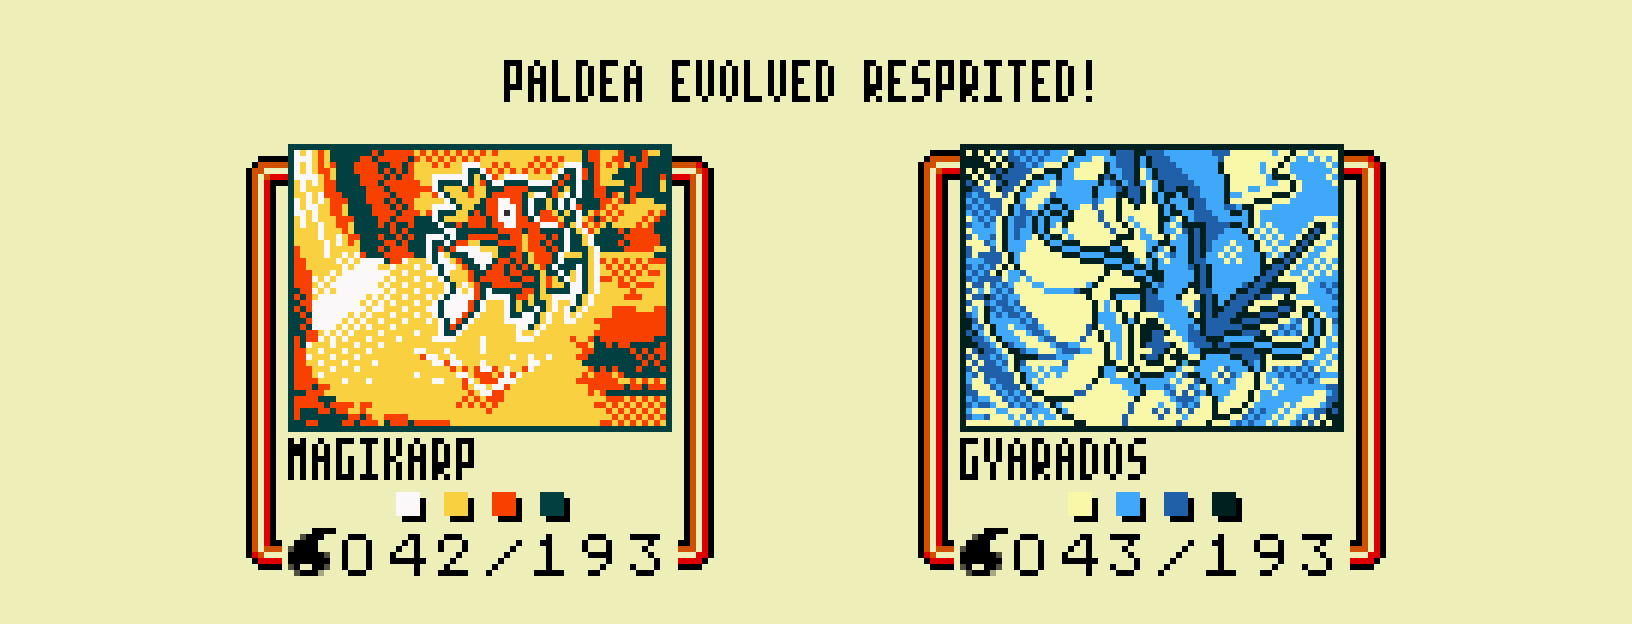 PALDEA EVOLVED RESPRITED!
MAGIKARP
042/193
GYARADOS
043/193